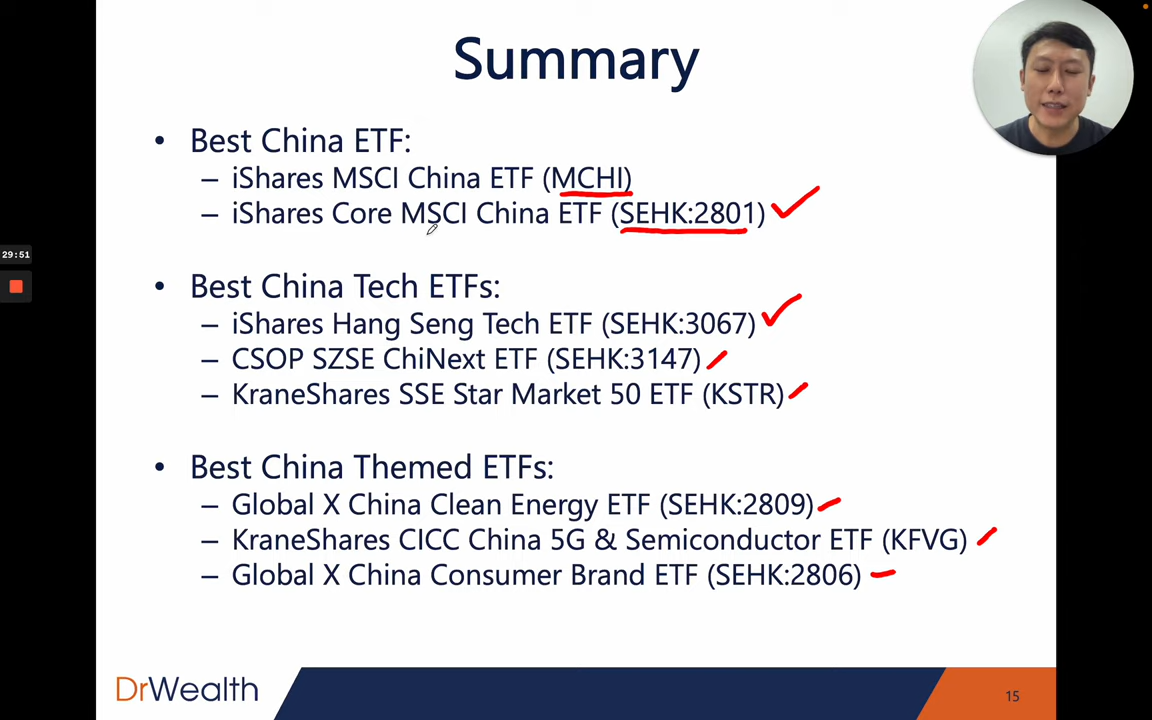 Summary
• Best China ETF:
– iShares MSCI China ETF (MCHI)
– iShares Core MSCI China ETF (SEHK:2801)
29:51
• Best China Tech ETFs:
– iShares Hang Seng Tech ETF (SEHK:3067)
– CSOP SZSE ChiNext ETF (SEHK:3147)
– KraneShares SSE Star Market 50 ETF (KSTR)
• Best China Themed ETFs:
– Global X China Clean Energy ETF (SEHK:2809)
– KraneShares CICC China 5G & Semiconductor ETF (KFVG)
– Global X China Consumer Brand ETF (SEHK:2806)
DrWealth
15